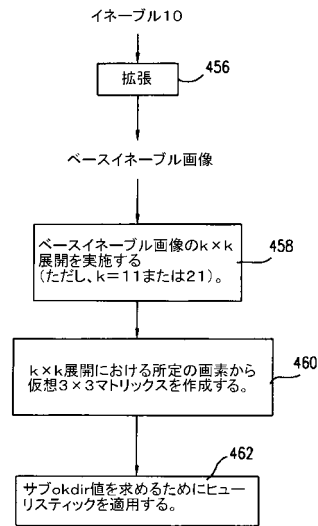 イネーブル10
拡張
456
ベースイネーブル画像
ベースイネーブル画像のk×k
展開を実施する
(ただし、k=11または21)。
458
k×k展開における所定の画素から
仮想3×3マトリックスを作成する。
460
462
サブokdir値を求めるためにヒュー
リスティックを適用する。